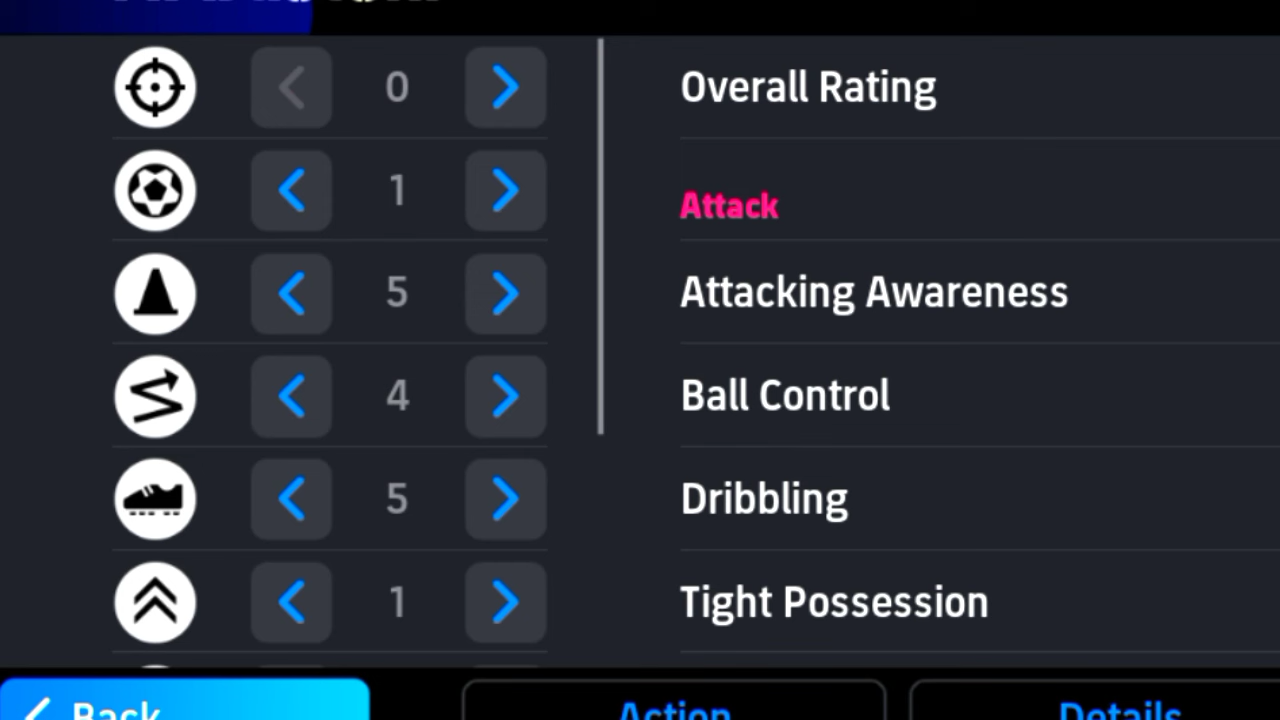 0
Overall Rating
1
Attack
5
Attacking Awareness
4
Ball Control
5
Dribbling
1
Tight Possession
Back
Action
Details